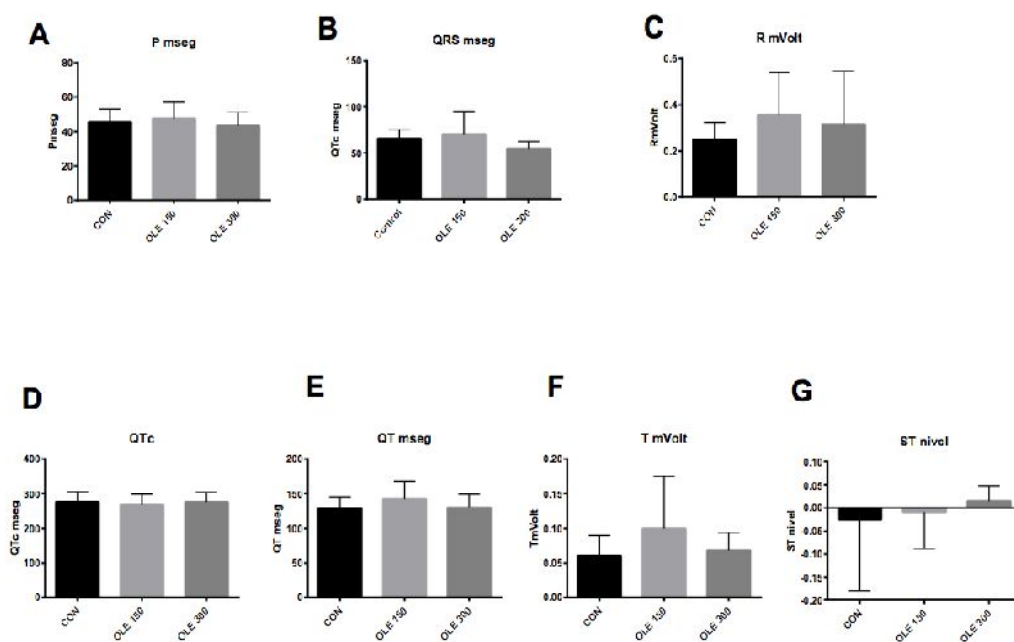 A
P mseg
80
60
40
20
0
Pmseg
CON
OLE 150
OLE 300
B
QRS mseg
150
100
50
0
QTc mseg
Control
OLE 150
OLE 300
C
R mVolt
0.6
0.4
0.2
0.0
RmVolt
CON
OLE 150
OLE 300
D
QTc
400
300
200
100
0
QTc mseg
CON
OLE 150
OLE 300
E
QT mseg
200
150
100
50
0
QT mseg
CON
OLE 150
OLE 300
F
T mVolt
0.20
0.15
0.10
0.05
0.00
TmVolt
CON
OLE 150
OLE 300
G
ST nivel
0.10
0.05
0.00
-0.05
-0.10
-0.15
-0.20
ST nivel
CON
OLE 150
OLE 300